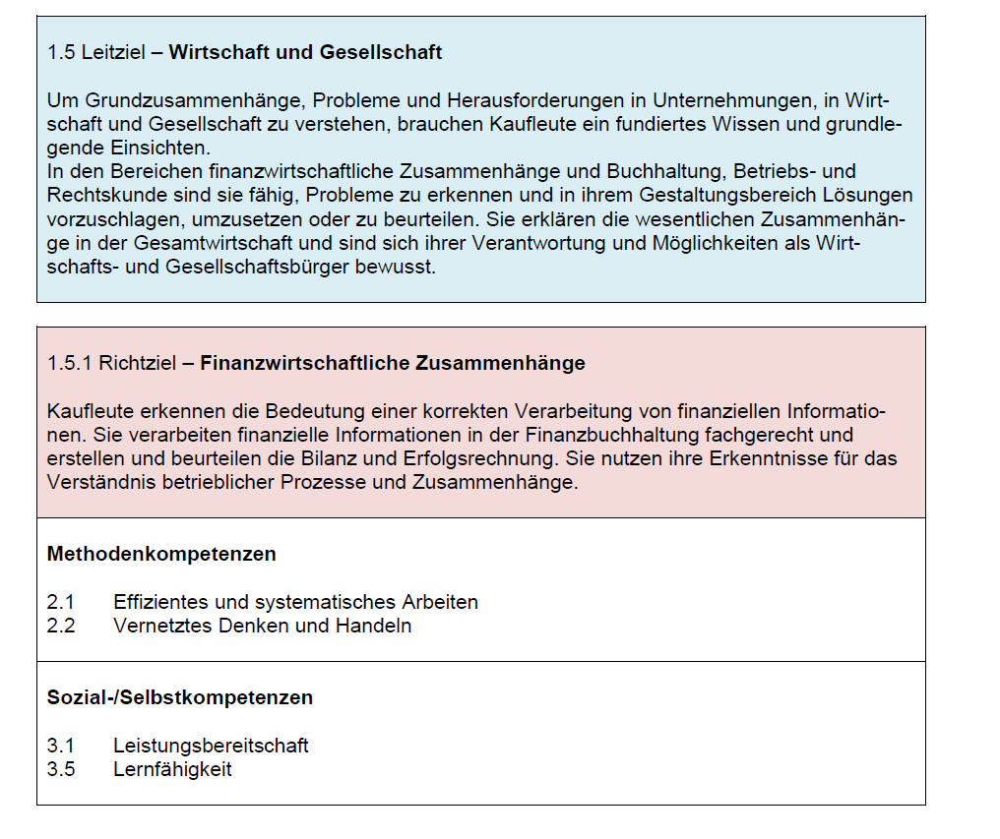 1.5 Leitziel – Wirtschaft und Gesellschaft
Um Grundzusammenhänge, Probleme und Herausforderungen in Unternehmungen, in Wirt-
schaft und Gesellschaft zu verstehen, brauchen Kaufleute ein fundiertes Wissen und grundle-
gende Einsichten.
In den Bereichen finanzwirtschaftliche Zusammenhänge und Buchhaltung, Betriebs- und
Rechtskunde sind sie fähig, Probleme zu erkennen und in ihrem Gestaltungsbereich Lösungen
vorzuschlagen, umzusetzen oder zu beurteilen. Sie erklären die wesentlichen Zusammenhän-
ge in der Gesamtwirtschaft und sind sich ihrer Verantwortung und Möglichkeiten als Wirt-
schafts- und Gesellschaftsbürger bewusst.
1.5.1 Richtziel – Finanzwirtschaftliche Zusammenhänge
Kaufleute erkennen die Bedeutung einer korrekten Verarbeitung von finanziellen Informatio-
nen. Sie verarbeiten finanzielle Informationen in der Finanzbuchhaltung fachgerecht und
erstellen und beurteilen die Bilanz und Erfolgsrechnung. Sie nutzen ihre Erkenntnisse für das
Verständnis betrieblicher Prozesse und Zusammenhänge.
Methodenkompetenzen
2.1 Effizientes und systematisches Arbeiten
2.2 Vernetztes Denken und Handeln
Sozial-/Selbstkompetenzen
3.1 Leistungsbereitschaft
3.5 Lernfähigkeit